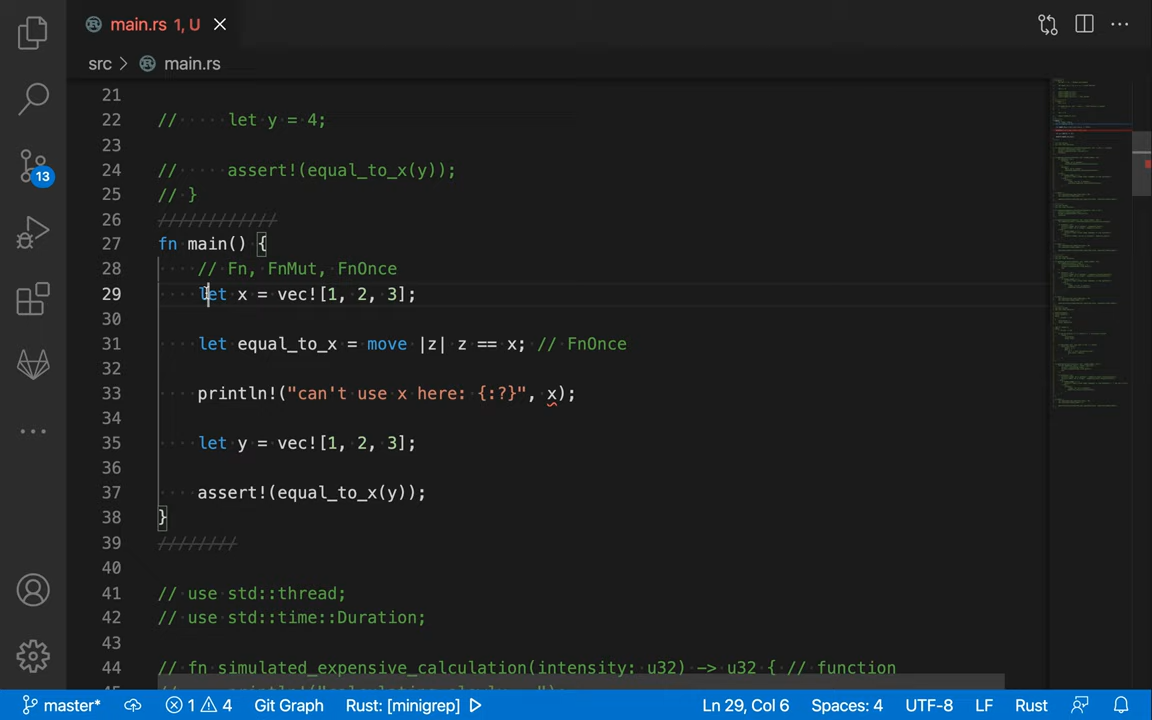 main.rs 1, U
src > main.rs
21
22 // let y = 4;
23
24 // assert!(equal_to_x(y));
25 // }
26 ////////////
27 fn main() {
28 // Fn, FnMut, FnOnce
29 let x = vec![1, 2, 3];
30
31 let equal_to_x = move |z| z == x; // FnOnce
32
33 println!("can't use x here: {:?}", x);
34
35 let y = vec![1, 2, 3];
36
37 assert!(equal_to_x(y));
38 }
39 ////////
40
41 // use std::thread;
42 // use std::time::Duration;
43
44 // fn simulated_expensive_calculation(intensity: u32) -> u32 { // function
13
master* 1 4 Git Graph Rust: [minigrep] Ln 29, Col 6 Spaces: 4 UTF-8 LF Rust